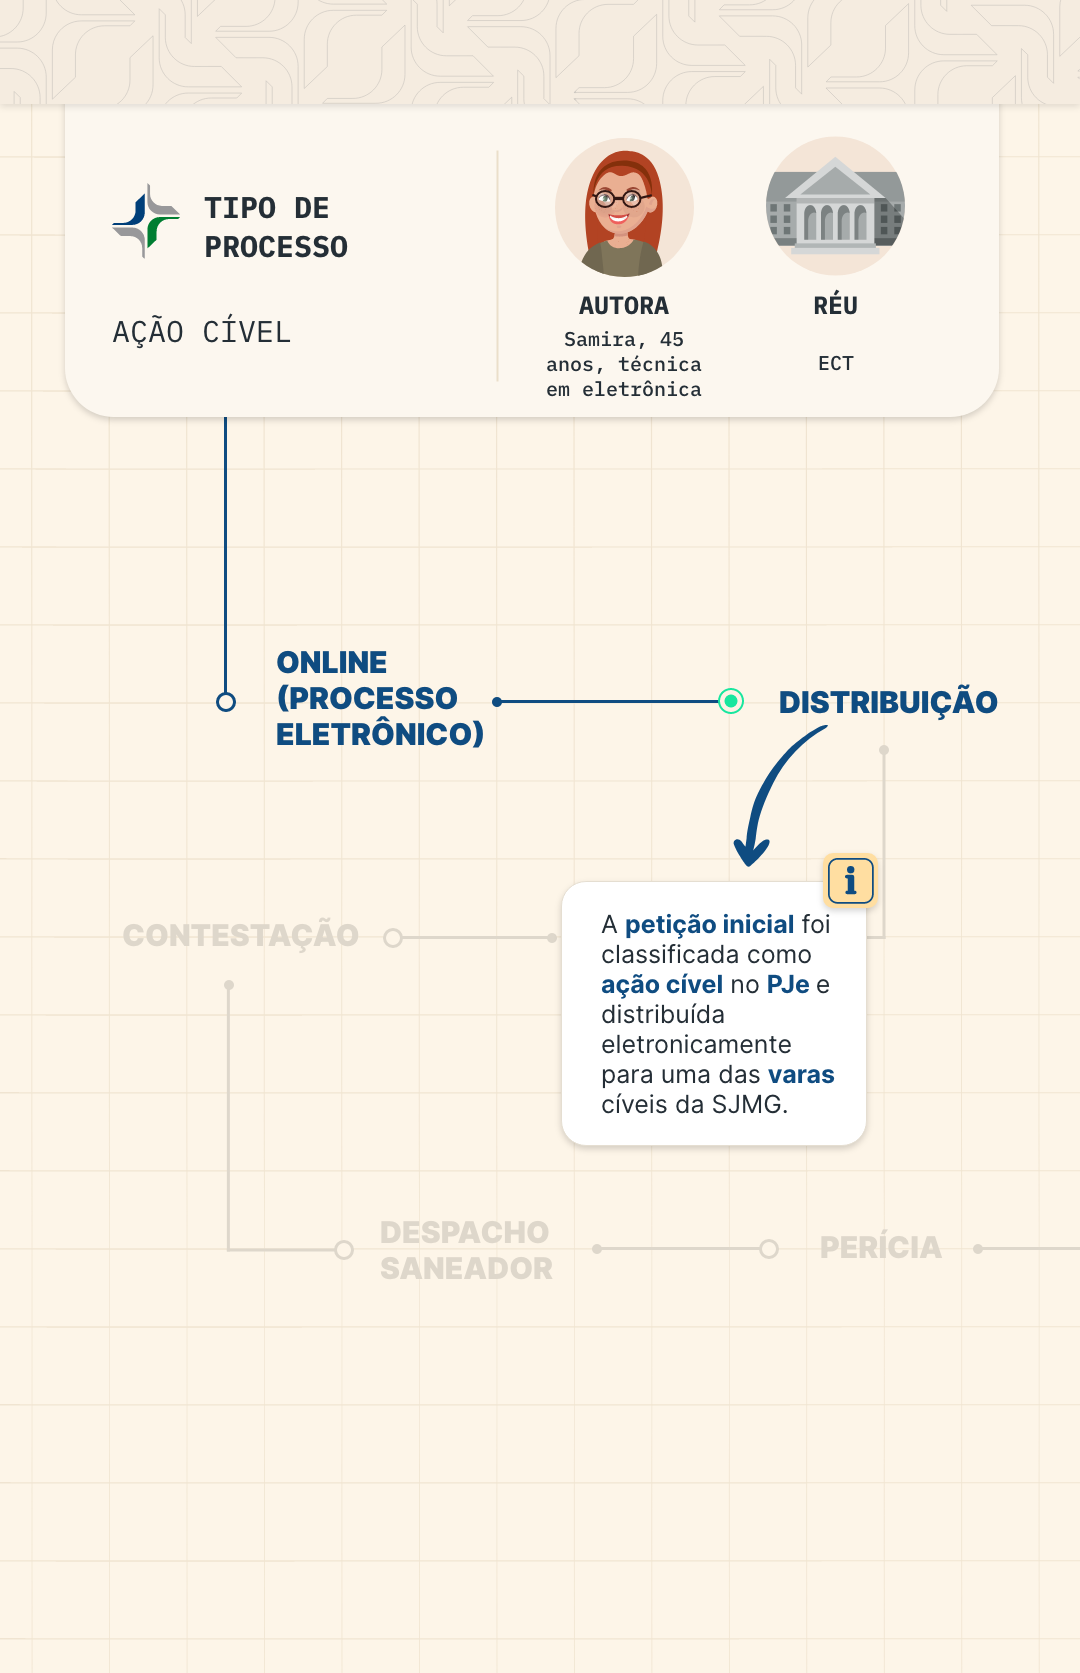 TIPO DE
PROCESSO
AÇÃO CÍVEL
AUTORA
Samira, 45
anos, técnica
em eletrônica
RÉU
ECT
ONLINE
(PROCESSO
ELETRÔNICO)
DISTRIBUIÇÃO
i
A petição inicial foi
classificada como
ação cível no PJe e
distribuída
eletronicamente
para uma das varas
cíveis da SJMG.
CONTESTAÇÃO
DESPACHO
SANEADOR
PERÍCIA